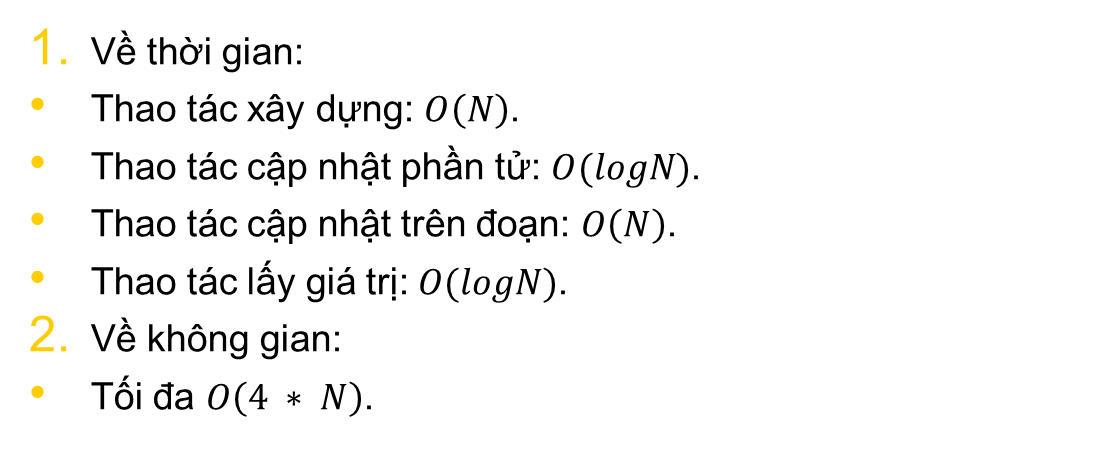 1. Về thời gian:
• Thao tác xây dựng: O(N).
• Thao tác cập nhật phần tử: O(logN).
• Thao tác cập nhật trên đoạn: O(N).
• Thao tác lấy giá trị: O(logN).
2. Về không gian:
• Tối đa O(4 * N).